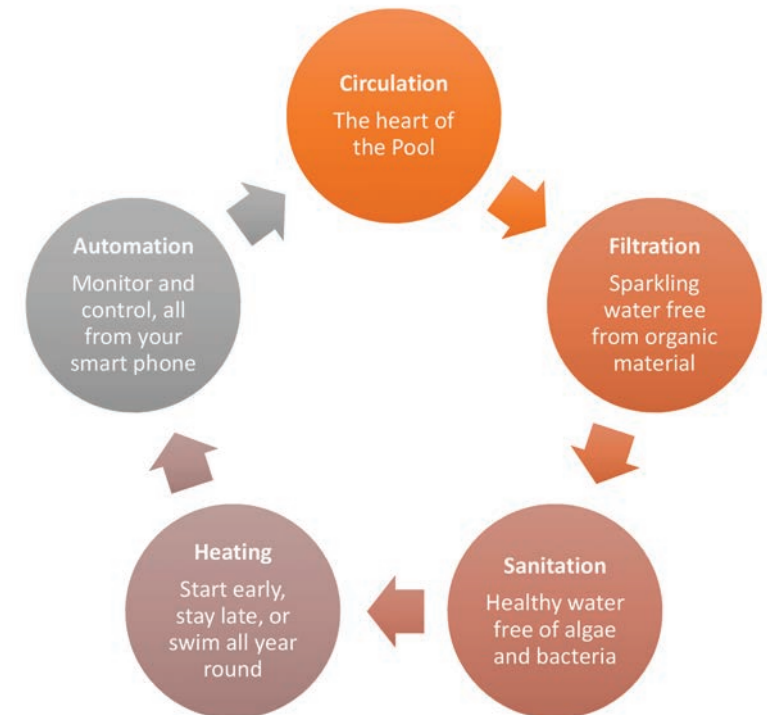 Circulation
The heart of
the Pool
Filtration
Sparkling
water free
from organic
material
Sanitation
Healthy water
free of algae
and bacteria
Heating
Start early,
stay late, or
swim all year
round
Automation
Monitor and
control, all
from your
smart phone